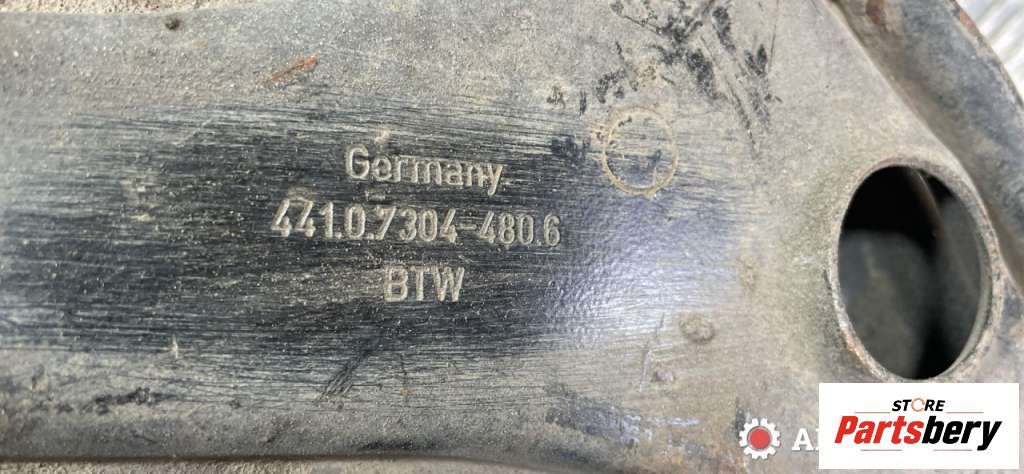 Germany
441.0.7304-480.6
BTW
STORE
Partsbery